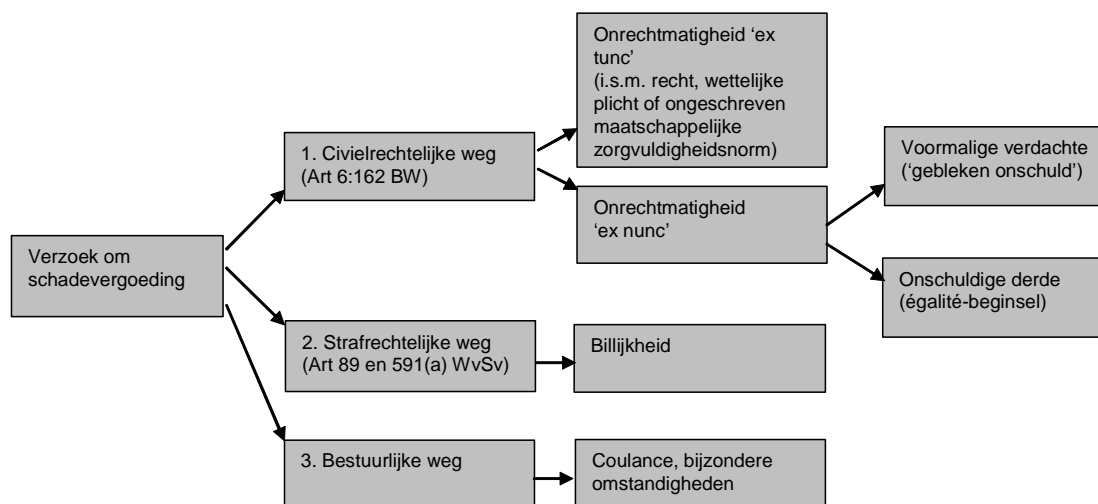 Verzoek om
schadevergoeding
1. Civielrechtelijke weg
(Art 6:162 BW)
Onrechtmatigheid ‘ex
tunc’
(i.s.m. recht, wettelijke
plicht of ongeschreven
maatschappelijke
zorgvuldigheidsnorm)
Onrechtmatigheid
‘ex nunc’
Voormalige verdachte
(‘gebleken onschuld’)
Onschuldige derde
(égalité-beginsel)
2. Strafrechtelijke weg
(Art 89 en 591(a) WvSv)
Billijkheid
3. Bestuurlijke weg
Coulance, bijzondere
omstandigheden